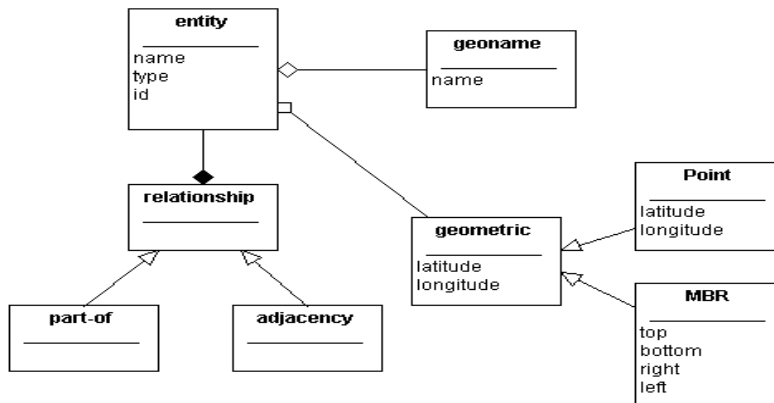 entity
name
type
id
geoname
name
relationship
geometric
latitude
longitude
Point
latitude
longitude
MBR
top
bottom
right
left
part-of
adjacency